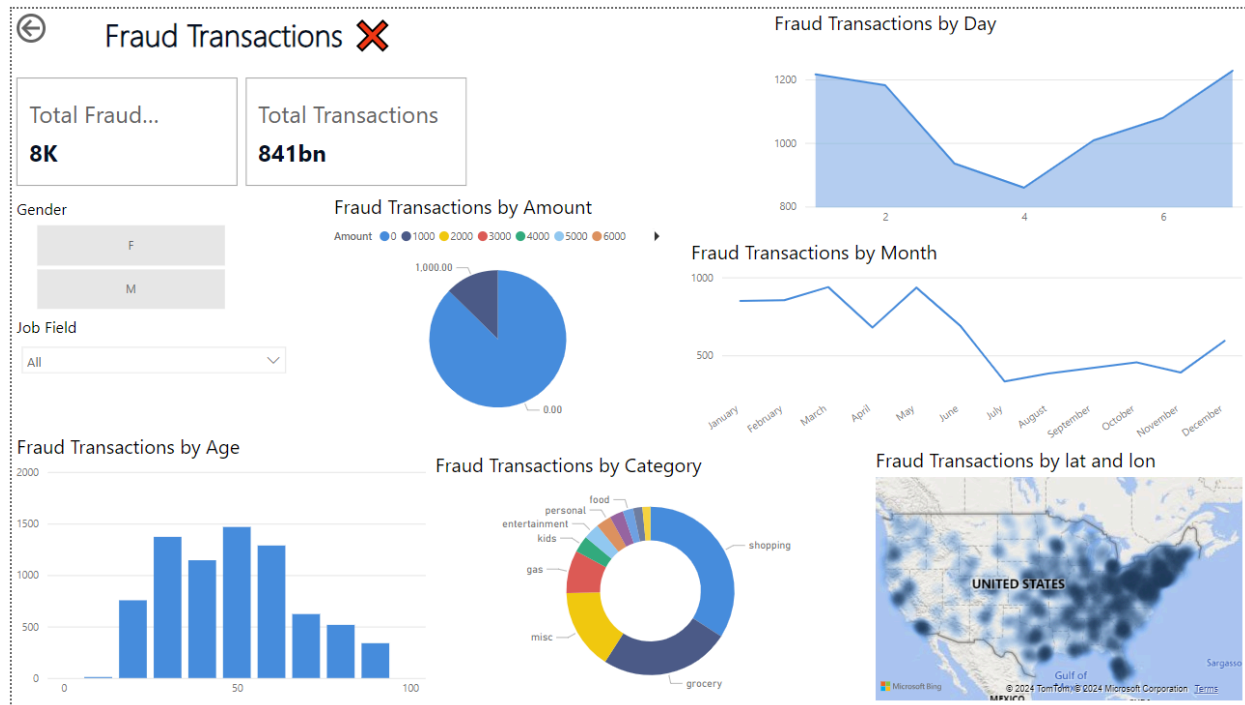 Fraud Transactions
Total Fraud...
8K
Total Transactions
841bn
Gender
F
M
Job Field
All
Fraud Transactions by Amount
Amount 0 1000 2000 3000 4000 5000 6000
1,000.00
0.00
Fraud Transactions by Day
1200
1000
800
2 4 6
Fraud Transactions by Month
1000
500
January February March April May June July August September October November December
Fraud Transactions by Age
2000
1500
1000
500
0
0 50 100
Fraud Transactions by Category
food
personal
entertainment
kids
gas
misc
shopping
grocery
Fraud Transactions by lat and lon
UNITED STATES
Sargasso
Gulf of
Microsoft Bing
© 2024 TomTom, © 2024 Microsoft Corporation Terms
MEXICO